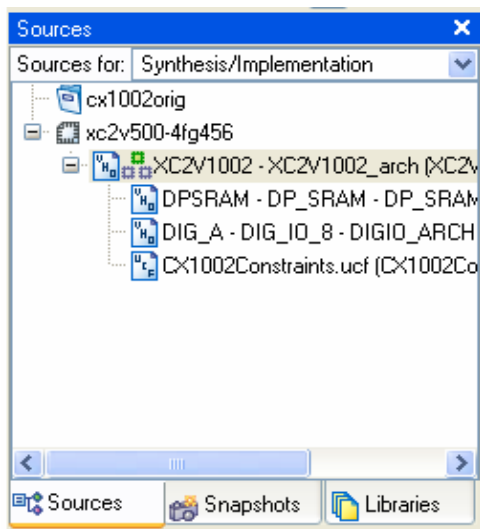 Sources
Sources for: Synthesis/Implementation
cx1002orig
xc2v500-4fg456
XC2V1002 - XC2V1002_arch (XC2V
DPSRAM - DP_SRAM - DP_SRAM
DIG_A - DIG_IO_8 - DIGIO_ARCH
CX1002Constraints.ucf (CX1002Co
Sources Snapshots Libraries